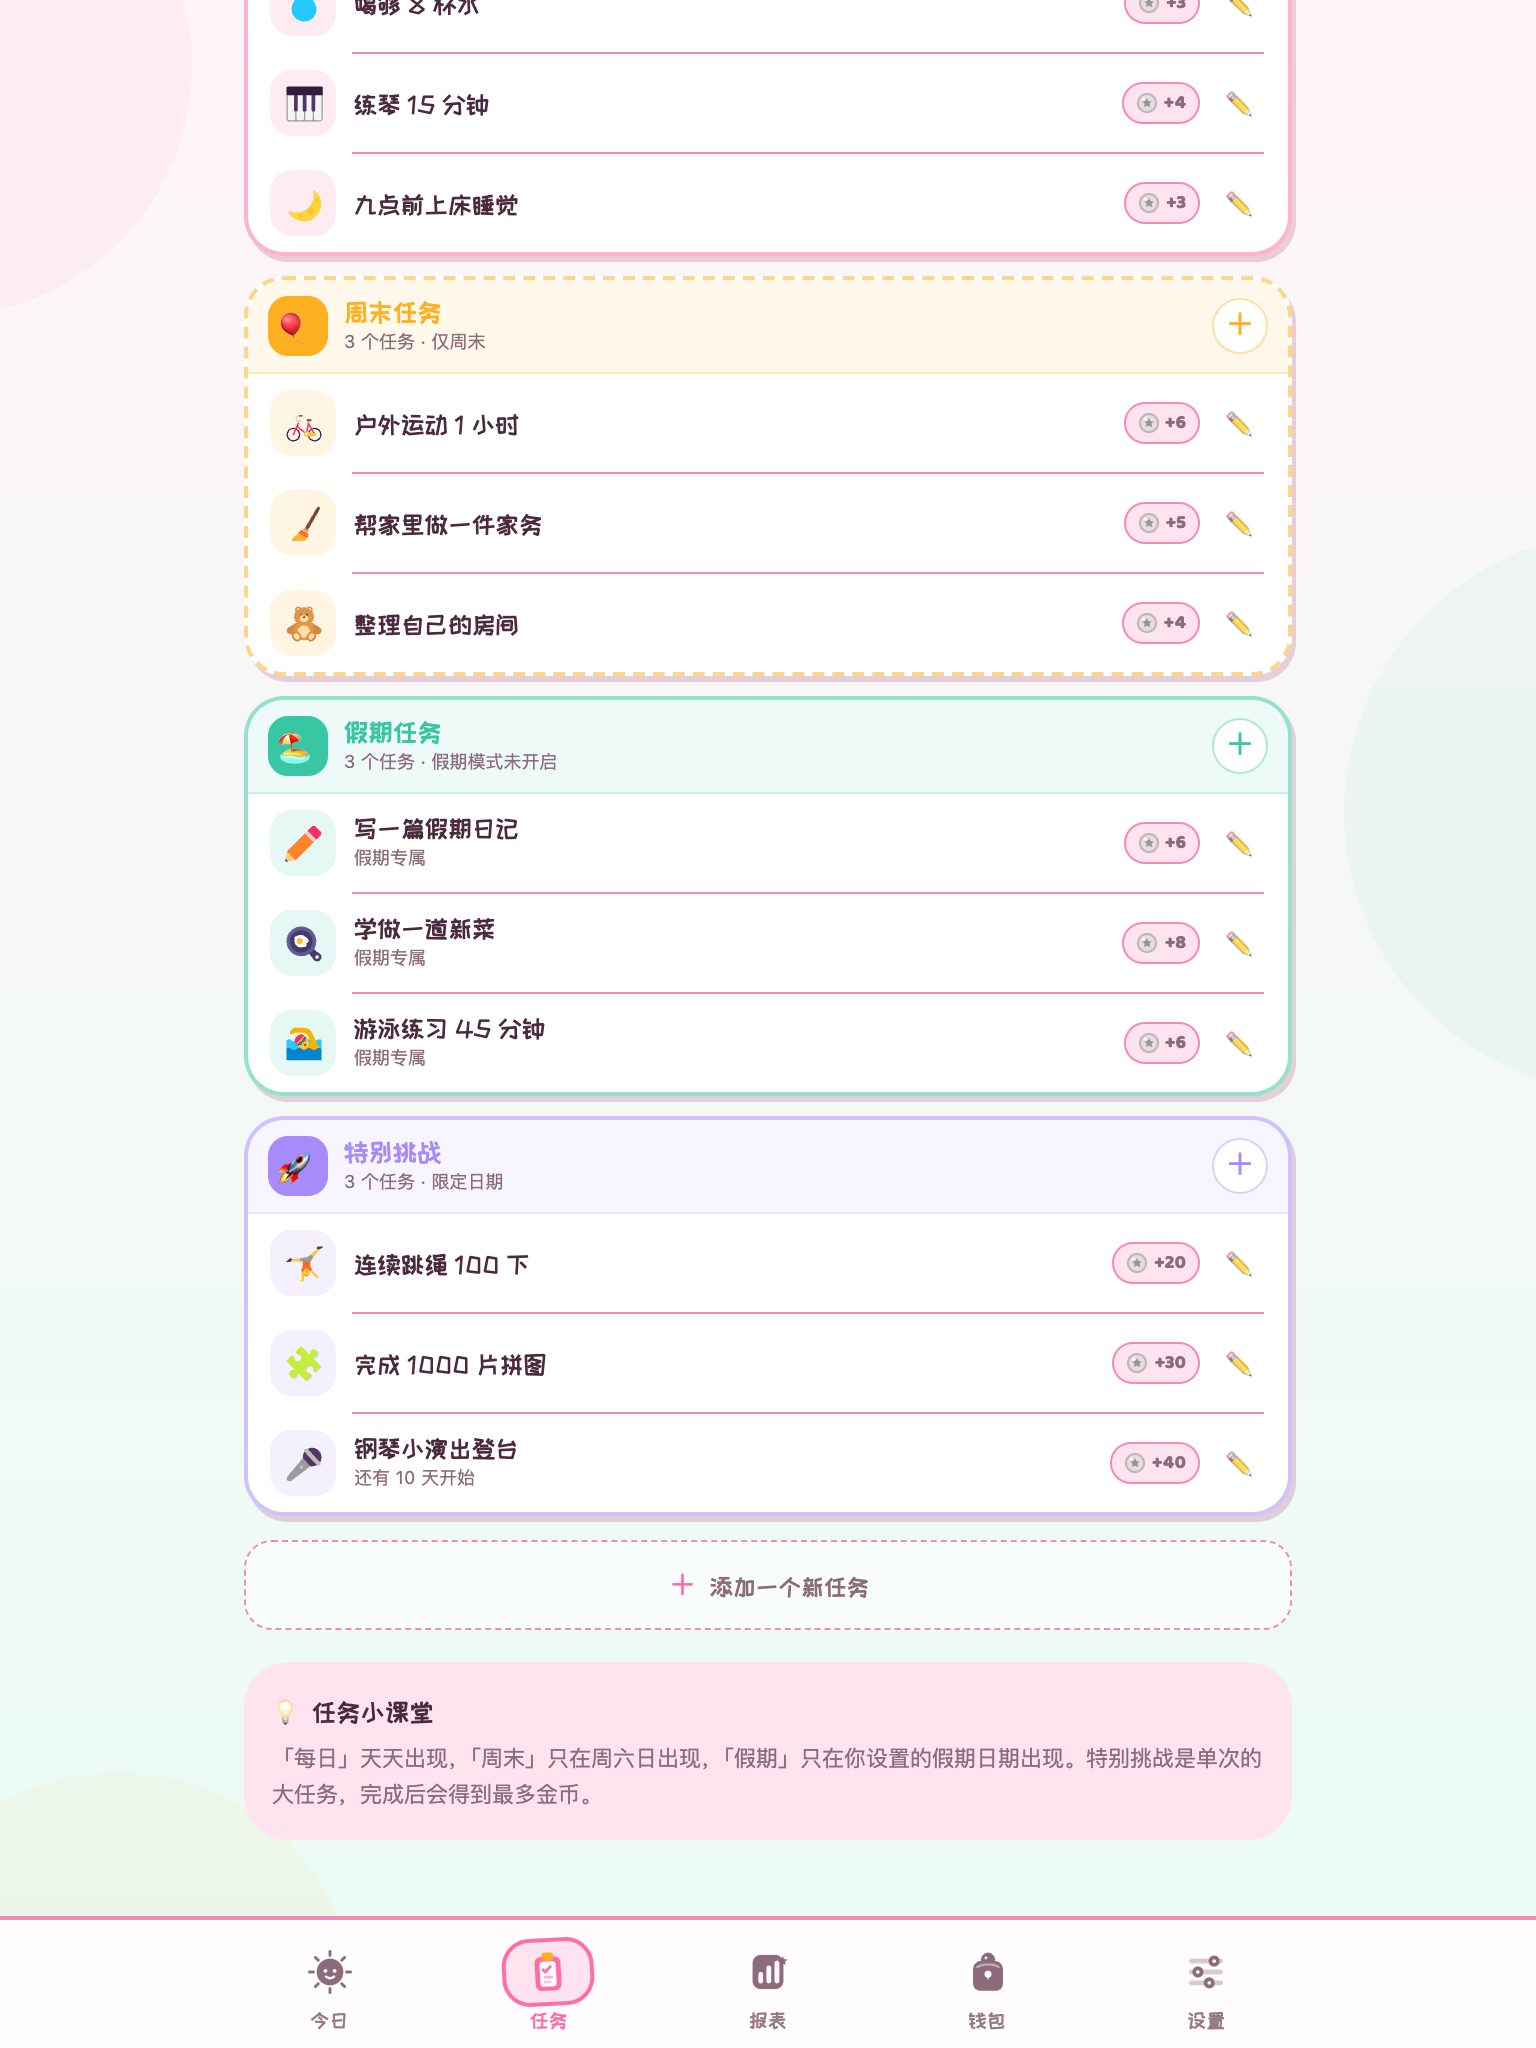 喝够 8 杯水
+3
练琴 15 分钟
+4
九点前上床睡觉
+3
周末任务
3 个任务 · 仅周末
户外运动 1 小时
+6
帮家里做一件家务
+5
整理自己的房间
+4
假期任务
3 个任务 · 假期模式未开启
写一篇假期日记
假期专属
+6
学做一道新菜
假期专属
+8
游泳练习 45 分钟
假期专属
+6
特别挑战
3 个任务 · 限定日期
连续跳绳 100 下
+20
完成 1000 片拼图
+30
钢琴小演出登台
还有 10 天开始
+40
添加一个新任务
任务小课堂
「每日」天天出现，「周末」只在周六日出现，「假期」只在你设置的假期日期出现。特别挑战是单次的
大任务，完成后会得到最多金币。
今日
任务
报表
钱包
设置